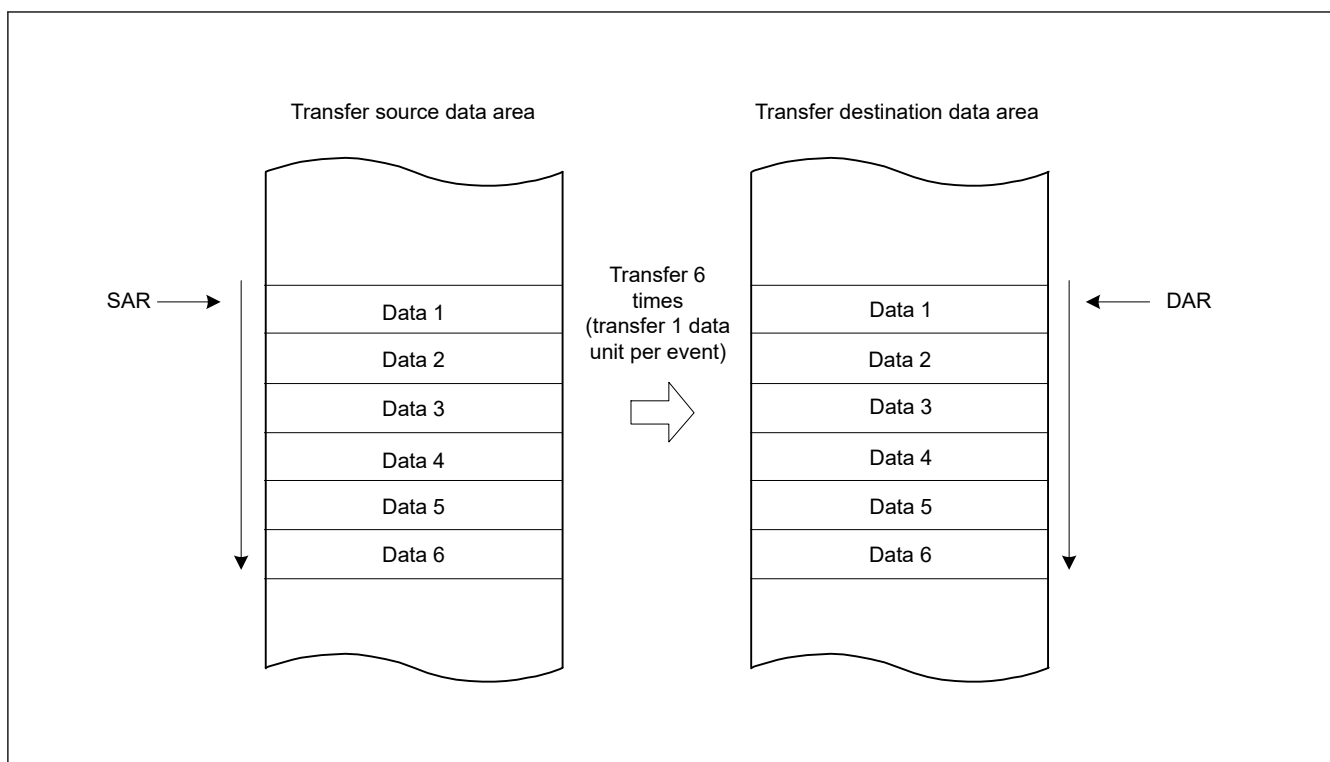 Transfer source data area
Transfer destination data area
SAR
Data 1
Data 2
Data 3
Data 4
Data 5
Data 6
Transfer 6
times
(transfer 1 data
unit per event)
Data 1
Data 2
Data 3
Data 4
Data 5
Data 6
DAR